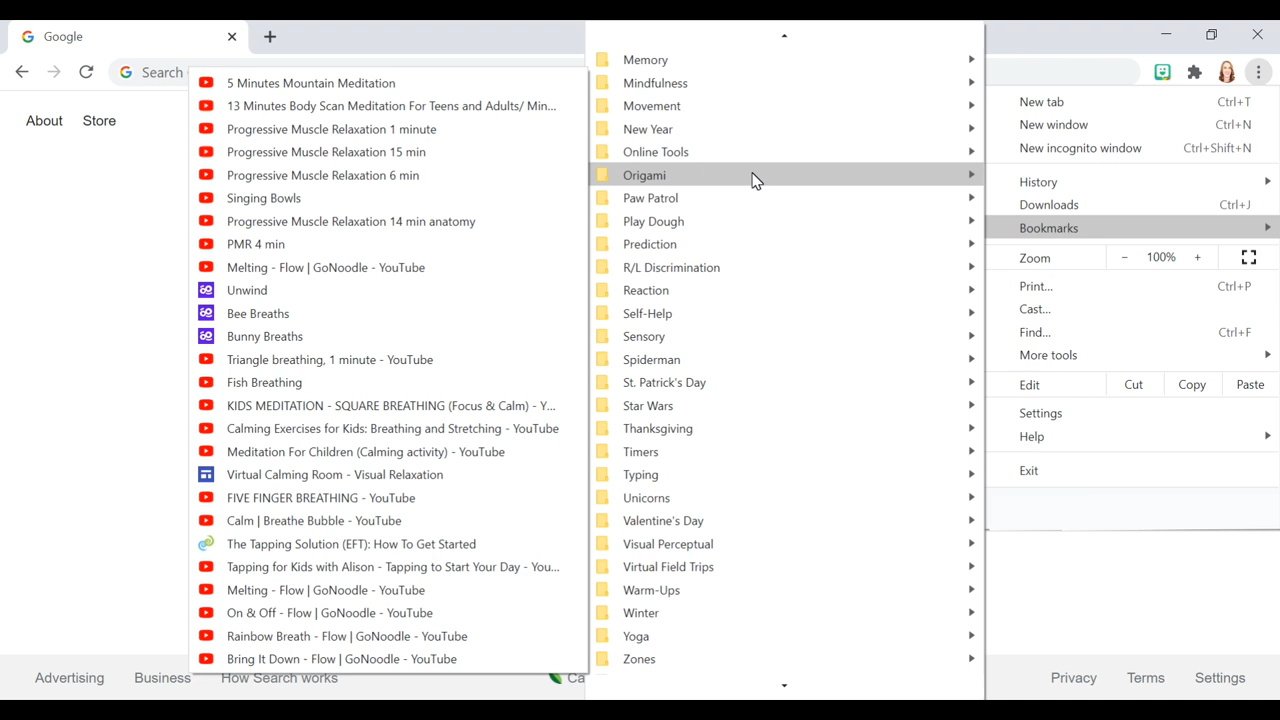 Google
Search
About Store
5 Minutes Mountain Meditation
13 Minutes Body Scan Meditation For Teens and Adults/ Min...
Progressive Muscle Relaxation 1 minute
Progressive Muscle Relaxation 15 min
Progressive Muscle Relaxation 6 min
Singing Bowls
Progressive Muscle Relaxation 14 min anatomy
PMR 4 min
Melting - Flow | GoNoodle - YouTube
Unwind
Bee Breaths
Bunny Breaths
Triangle breathing, 1 minute - YouTube
Fish Breathing
KIDS MEDITATION - SQUARE BREATHING (Focus & Calm) - Y...
Calming Exercises for Kids: Breathing and Stretching - YouTube
Meditation For Children (Calming activity) - YouTube
Virtual Calming Room - Visual Relaxation
FIVE FINGER BREATHING - YouTube
Calm | Breathe Bubble - YouTube
The Tapping Solution (EFT): How To Get Started
Tapping for Kids with Alison - Tapping to Start Your Day - You...
Melting - Flow | GoNoodle - YouTube
On & Off - Flow | GoNoodle - YouTube
Rainbow Breath - Flow | GoNoodle - YouTube
Bring It Down - Flow | GoNoodle - YouTube
Memory
Mindfulness
Movement
New Year
Online Tools
Origami
Paw Patrol
Play Dough
Prediction
R/L Discrimination
Reaction
Self-Help
Sensory
Spiderman
St. Patrick's Day
Star Wars
Thanksgiving
Timers
Typing
Unicorns
Valentine's Day
Visual Perceptual
Virtual Field Trips
Warm-Ups
Winter
Yoga
Zones
New tab Ctrl+T
New window Ctrl+N
New incognito window Ctrl+Shift+N
History
Downloads Ctrl+J
Bookmarks
Zoom - 100% +
Print... Ctrl+P
Cast...
Find... Ctrl+F
More tools
Edit Cut Copy Paste
Settings
Help
Exit
Advertising Business How Search works Ca Privacy Terms Settings